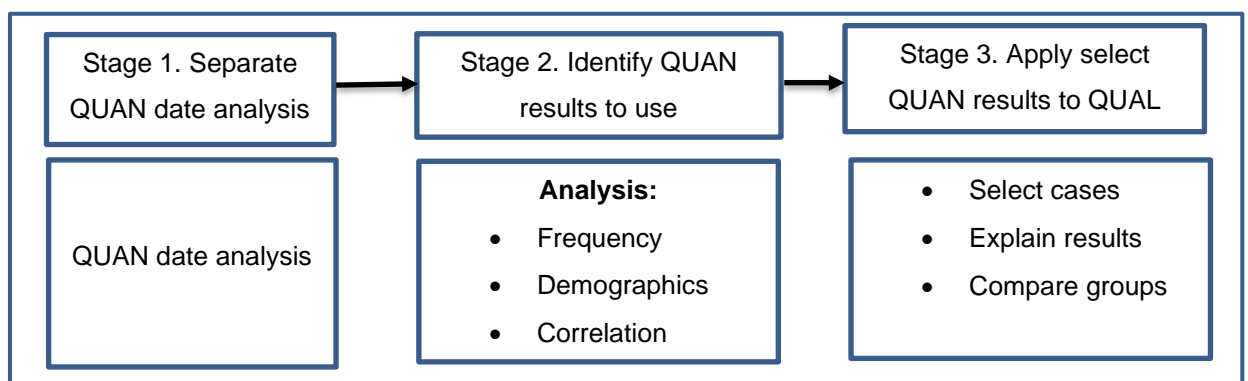 Stage 1. Separate
QUAN date analysis
Stage 2. Identify QUAN
results to use
Stage 3. Apply select
QUAN results to QUAL
QUAN date analysis
Analysis:
• Frequency
• Demographics
• Correlation
• Select cases
• Explain results
• Compare groups